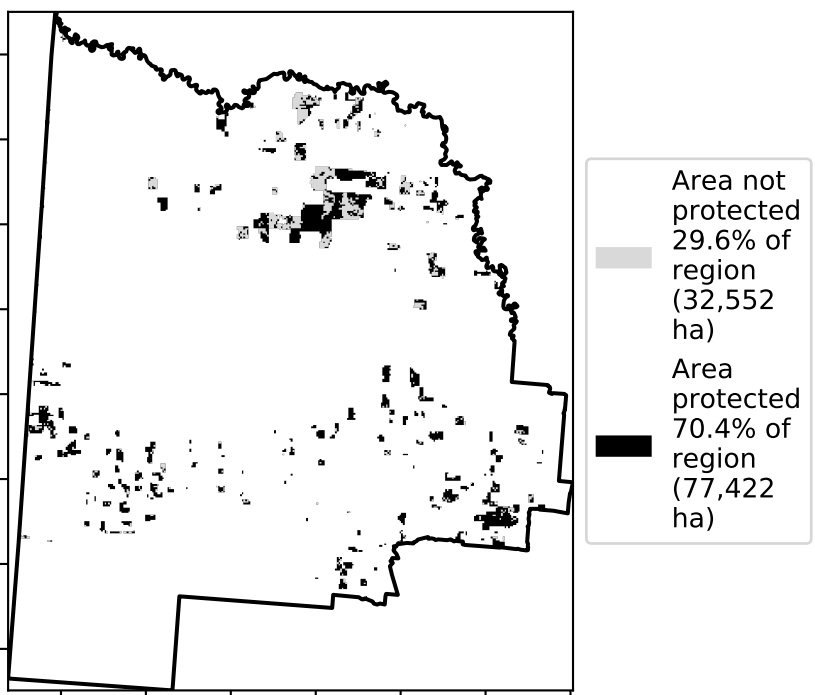 Area not
protected
29.6% of
region
(32,552
ha)
Area
protected
70.4% of
region
(77,422
ha)